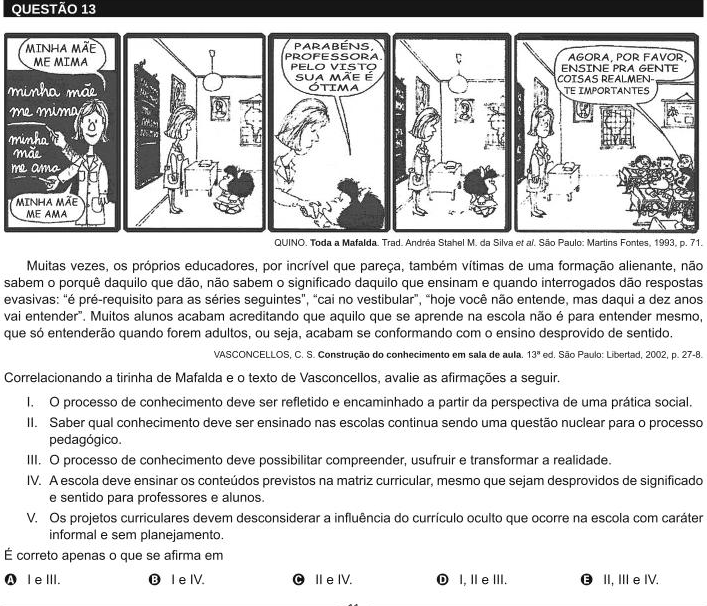 QUESTÃO 13
MINHA MÃE
ME MIMA
minha mãe
me mima
minha
mãe
me ama
MINHA MÃE
ME AMA
PARABÉNS,
PROFESSORA.
PELO VISTO
SUA MÃE É
ÓTIMA
AGORA, POR FAVOR,
ENSINE PRA GENTE
COISAS REALMEN-
TE IMPORTANTES
QUINO. Toda a Mafalda. Trad. Andréa Stahel M. da Silva et al. São Paulo: Martins Fontes, 1993, p. 71.
Muitas vezes, os próprios educadores, por incrível que pareça, também vítimas de uma formação alienante, não
sabem o porquê daquilo que dão, não sabem o significado daquilo que ensinam e quando interrogados dão respostas
evasivas: “é pré-requisito para as séries seguintes”, “cai no vestibular”, “hoje você não entende, mas daqui a dez anos
vai entender”. Muitos alunos acabam acreditando que aquilo que se aprende na escola não é para entender mesmo,
que só entenderão quando forem adultos, ou seja, acabam se conformando com o ensino desprovido de sentido.
VASCONCELLOS, C. S. Construção do conhecimento em sala de aula. 13ª ed. São Paulo: Libertad, 2002, p. 27-8.
Correlacionando a tirinha de Mafalda e o texto de Vasconcellos, avalie as afirmações a seguir.
I. O processo de conhecimento deve ser refletido e encaminhado a partir da perspectiva de uma prática social.
II. Saber qual conhecimento deve ser ensinado nas escolas continua sendo uma questão nuclear para o processo
pedagógico.
III. O processo de conhecimento deve possibilitar compreender, usufruir e transformar a realidade.
IV. A escola deve ensinar os conteúdos previstos na matriz curricular, mesmo que sejam desprovidos de significado
e sentido para professores e alunos.
V. Os projetos curriculares devem desconsiderar a influência do currículo oculto que ocorre na escola com caráter
informal e sem planejamento.
É correto apenas o que se afirma em
A I e III.
B I e IV.
C II e IV.
D I, II e III.
E II, III e IV.